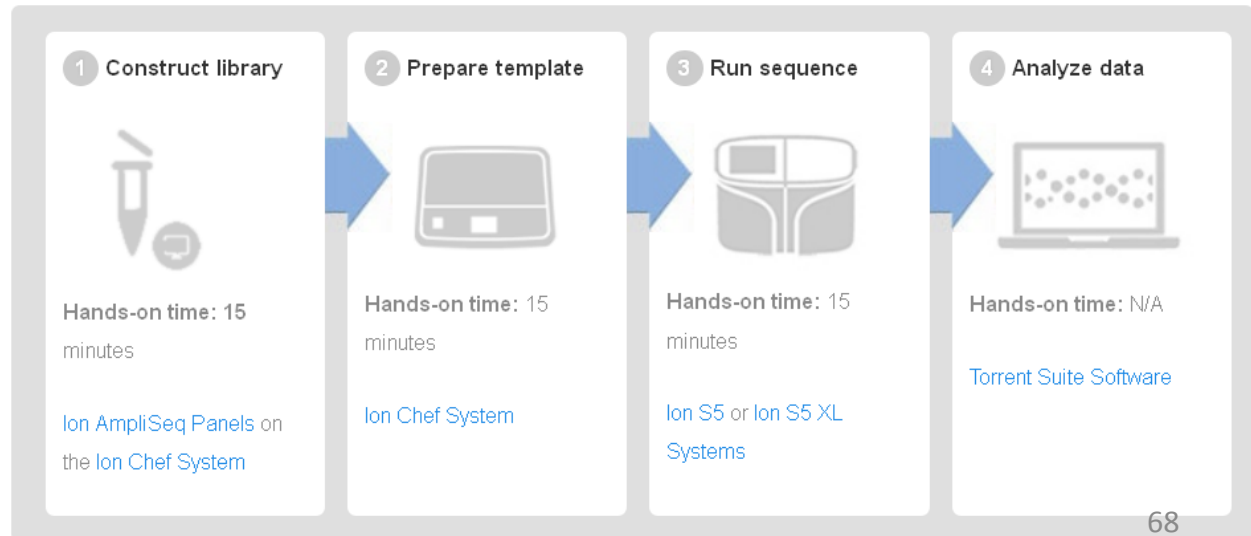 1 Construct library
Hands-on time: 15
minutes
Ion AmpliSeq Panels on
the Ion Chef System
2 Prepare template
Hands-on time: 15
minutes
Ion Chef System
3 Run sequence
Hands-on time: 15
minutes
Ion S5 or Ion S5 XL
Systems
4 Analyze data
Hands-on time: N/A
Torrent Suite Software
68